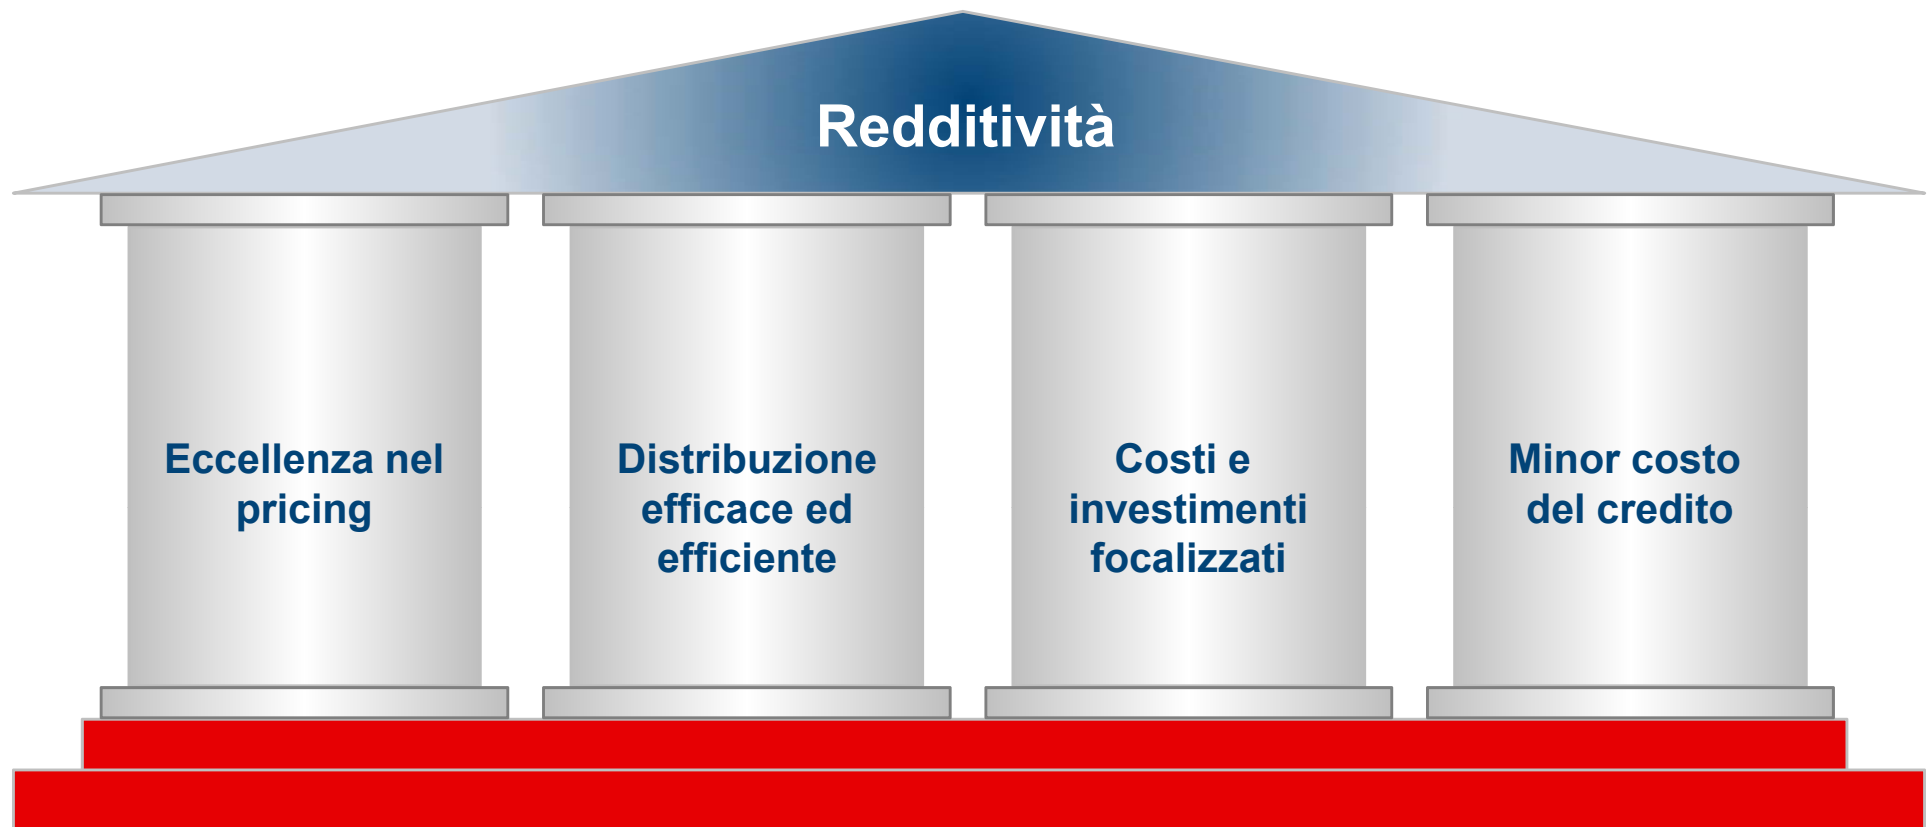 Redditività
Eccellenza nel
pricing
Distribuzione
efficace ed
efficiente
Costi e
investimenti
focalizzati
Minor costo
del credito